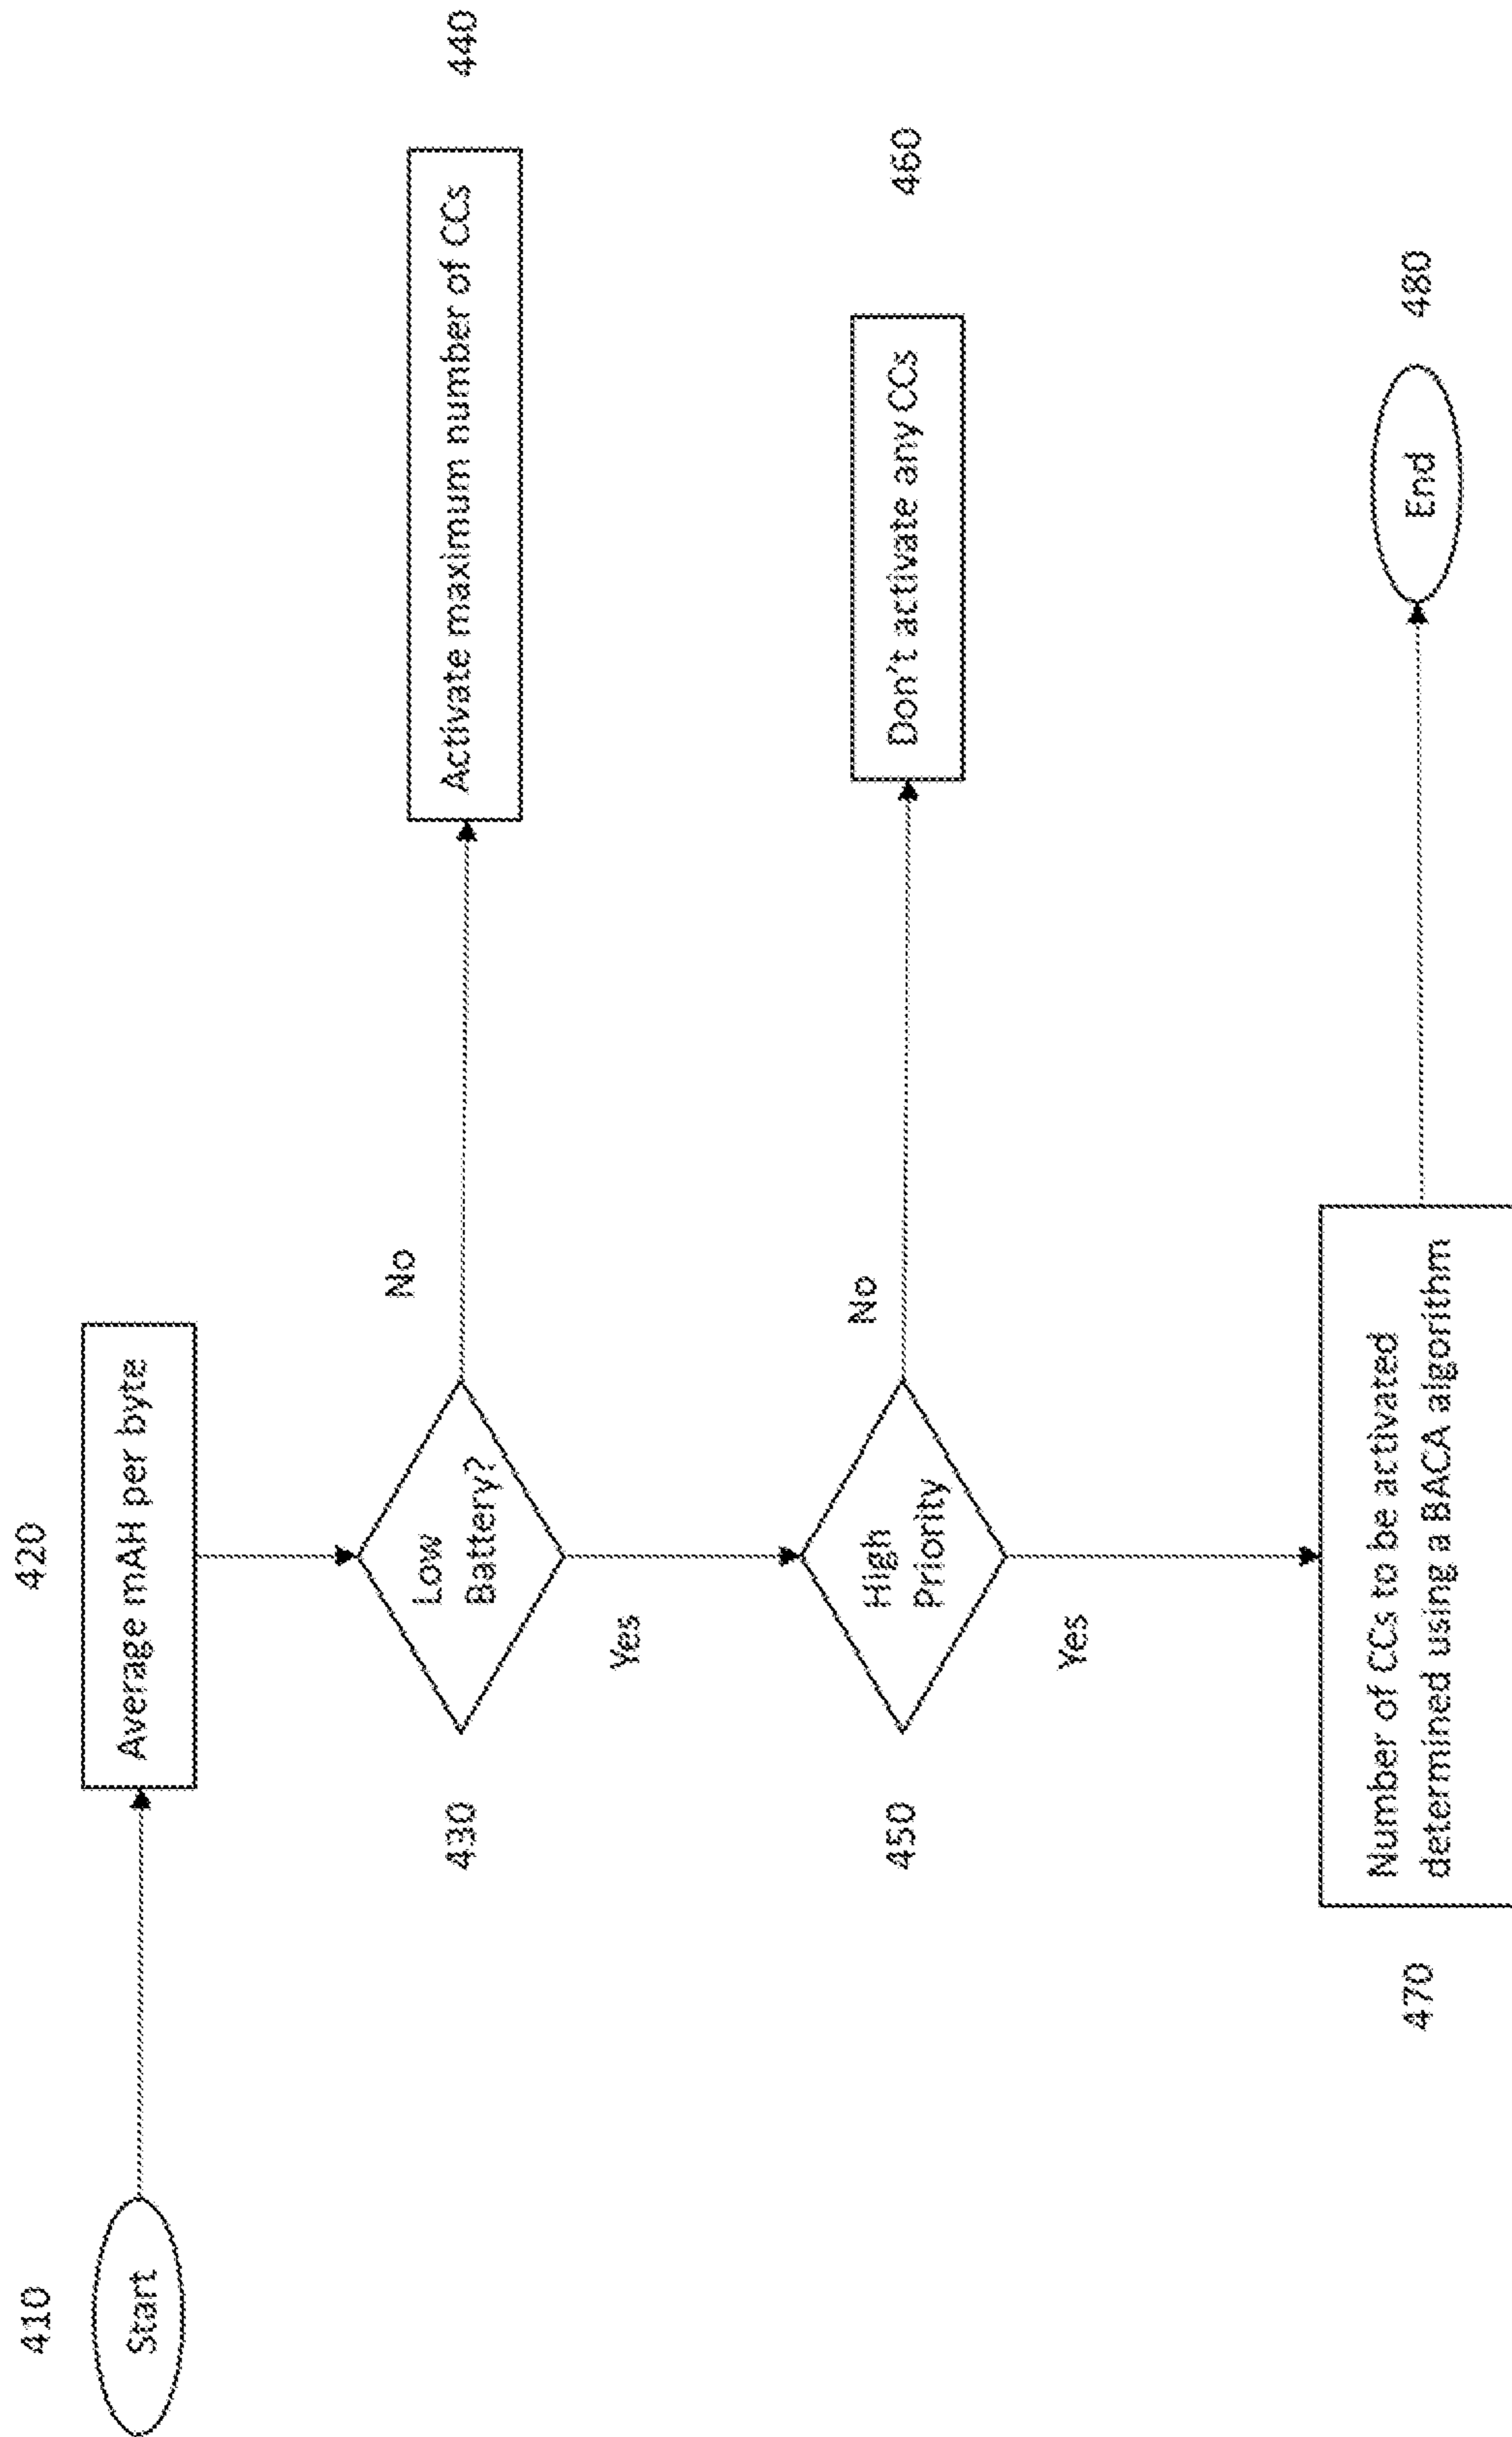 410
Start
420
Average mAH per byte
430
Low
Battery?
No
Activate maximum number of CCs
440
Yes
450
High
Priority
No
Don't activate any CCs
460
Yes
470
Number of CCs to be activated
determined using a BACA algorithm
End
480